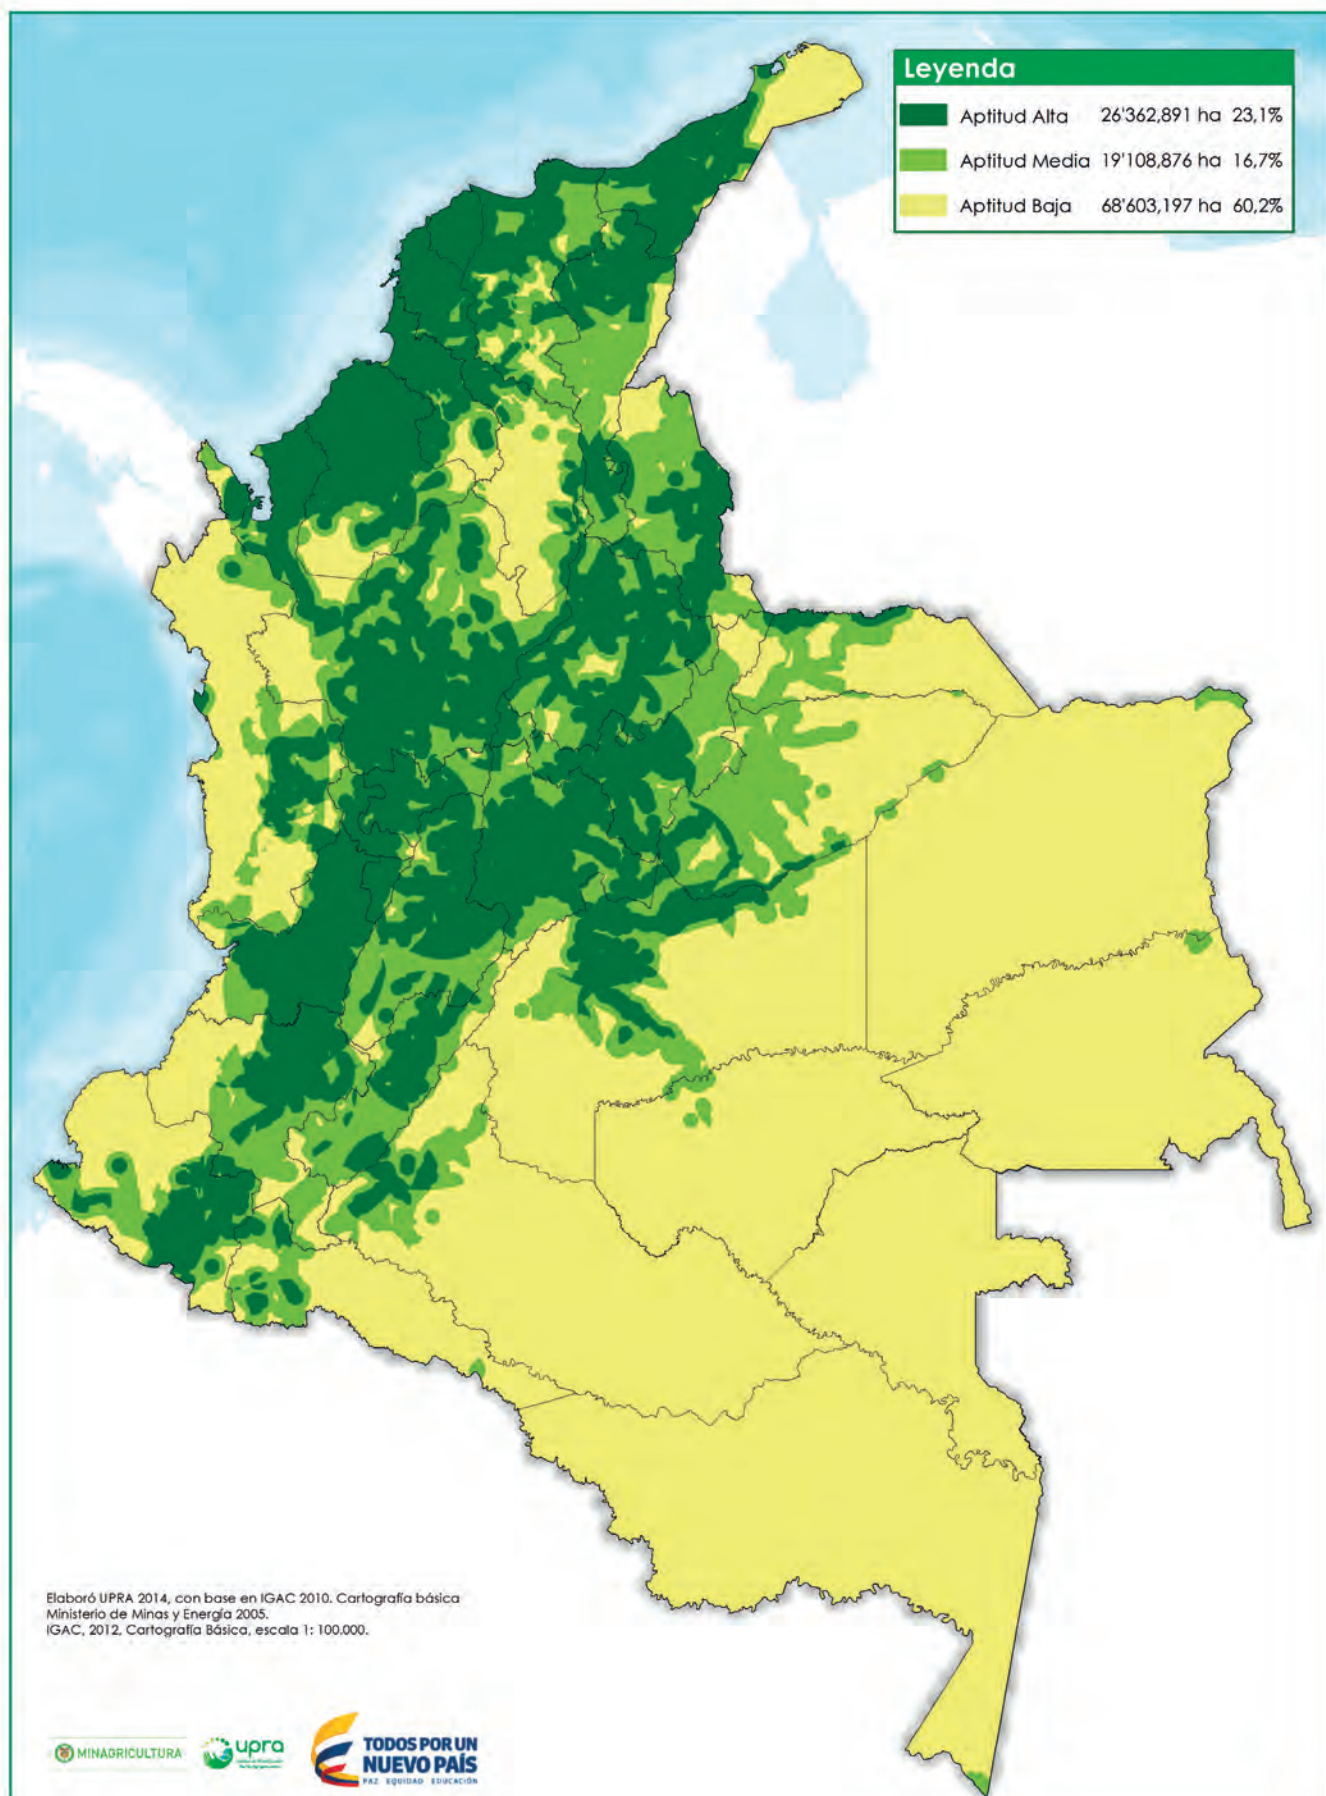 Leyenda
Aptitud Alta 26'362,891 ha 23,1%
Aptitud Media 19'108,876 ha 16,7%
Aptitud Baja 68'603,197 ha 60,2%
Elaboró UPRA 2014, con base en IGAC 2010. Cartografía básica
Ministerio de Minas y Energía 2005.
IGAC, 2012, Cartografía Básica, escala 1: 100.000.
MINAGRICULTURA
upra
TODOS POR UN
NUEVO PAÍS
PAZ EQUIDAD EDUCACIÓN